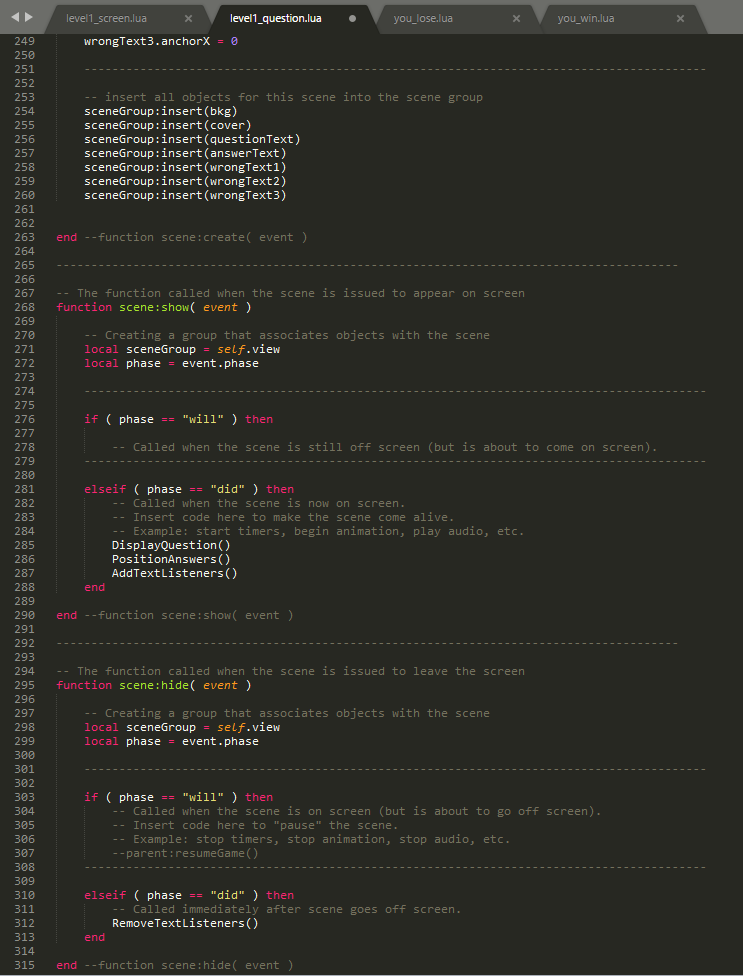 level1_screen.lua × level1_question.lua ● you_lose.lua × you_win.lua ×
249 wrongText3.anchorX = 0
250
251 -----------------------------------------------------------------------------------------
252
253 -- insert all objects for this scene into the scene group
254 sceneGroup:insert(bkg)
255 sceneGroup:insert(cover)
256 sceneGroup:insert(questionText)
257 sceneGroup:insert(answerText)
258 sceneGroup:insert(wrongText1)
259 sceneGroup:insert(wrongText2)
260 sceneGroup:insert(wrongText3)
261
262
263 end --function scene:create( event )
264
265 -----------------------------------------------------------------------------------------
266
267 -- The function called when the scene is issued to appear on screen
268 function scene:show( event )
269
270 -- Creating a group that associates objects with the scene
271 local sceneGroup = self.view
272 local phase = event.phase
273
274 -----------------------------------------------------------------------------------------
275
276 if ( phase == "will" ) then
277
278 -- Called when the scene is still off screen (but is about to come on screen).
279 -----------------------------------------------------------------------------------------
280
281 elseif ( phase == "did" ) then
282 -- Called when the scene is now on screen.
283 -- Insert code here to make the scene come alive.
284 -- Example: start timers, begin animation, play audio, etc.
285 DisplayQuestion()
286 PositionAnswers()
287 AddTextListeners()
288 end
289
290 end --function scene:show( event )
291
292 -----------------------------------------------------------------------------------------
293
294 -- The function called when the scene is issued to leave the screen
295 function scene:hide( event )
296
297 -- Creating a group that associates objects with the scene
298 local sceneGroup = self.view
299 local phase = event.phase
300
301 -----------------------------------------------------------------------------------------
302
303 if ( phase == "will" ) then
304 -- Called when the scene is on screen (but is about to go off screen).
305 -- Insert code here to "pause" the scene.
306 -- Example: stop timers, stop animation, stop audio, etc.
307 --parent:resumeGame()
308 -----------------------------------------------------------------------------------------
309
310 elseif ( phase == "did" ) then
311 -- Called immediately after scene goes off screen.
312 RemoveTextListeners()
313 end
314
315 end --function scene:hide( event )